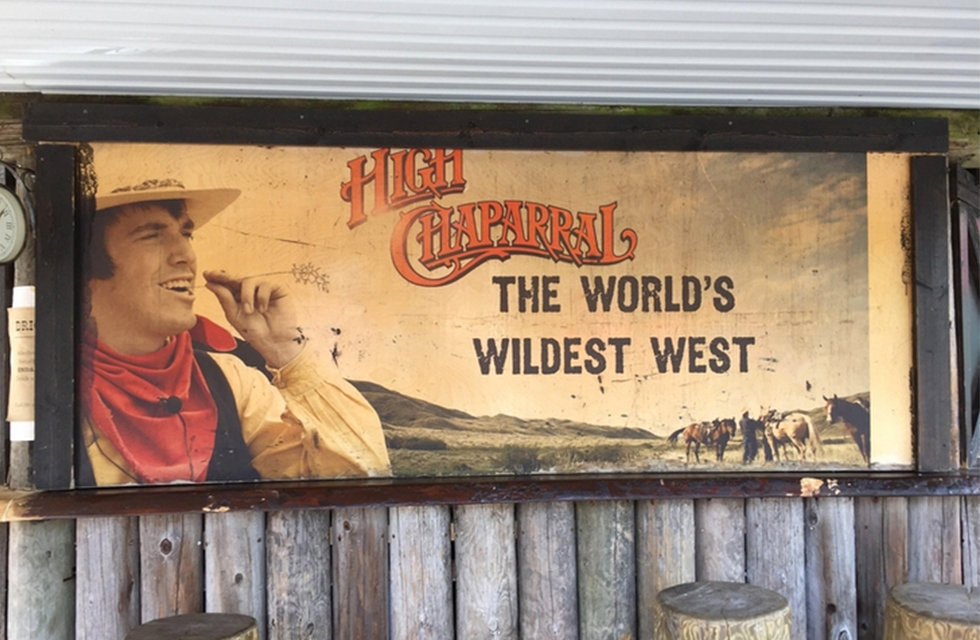 HIGH
CHAPARRAL
THE WORLD'S
WILDEST WEST